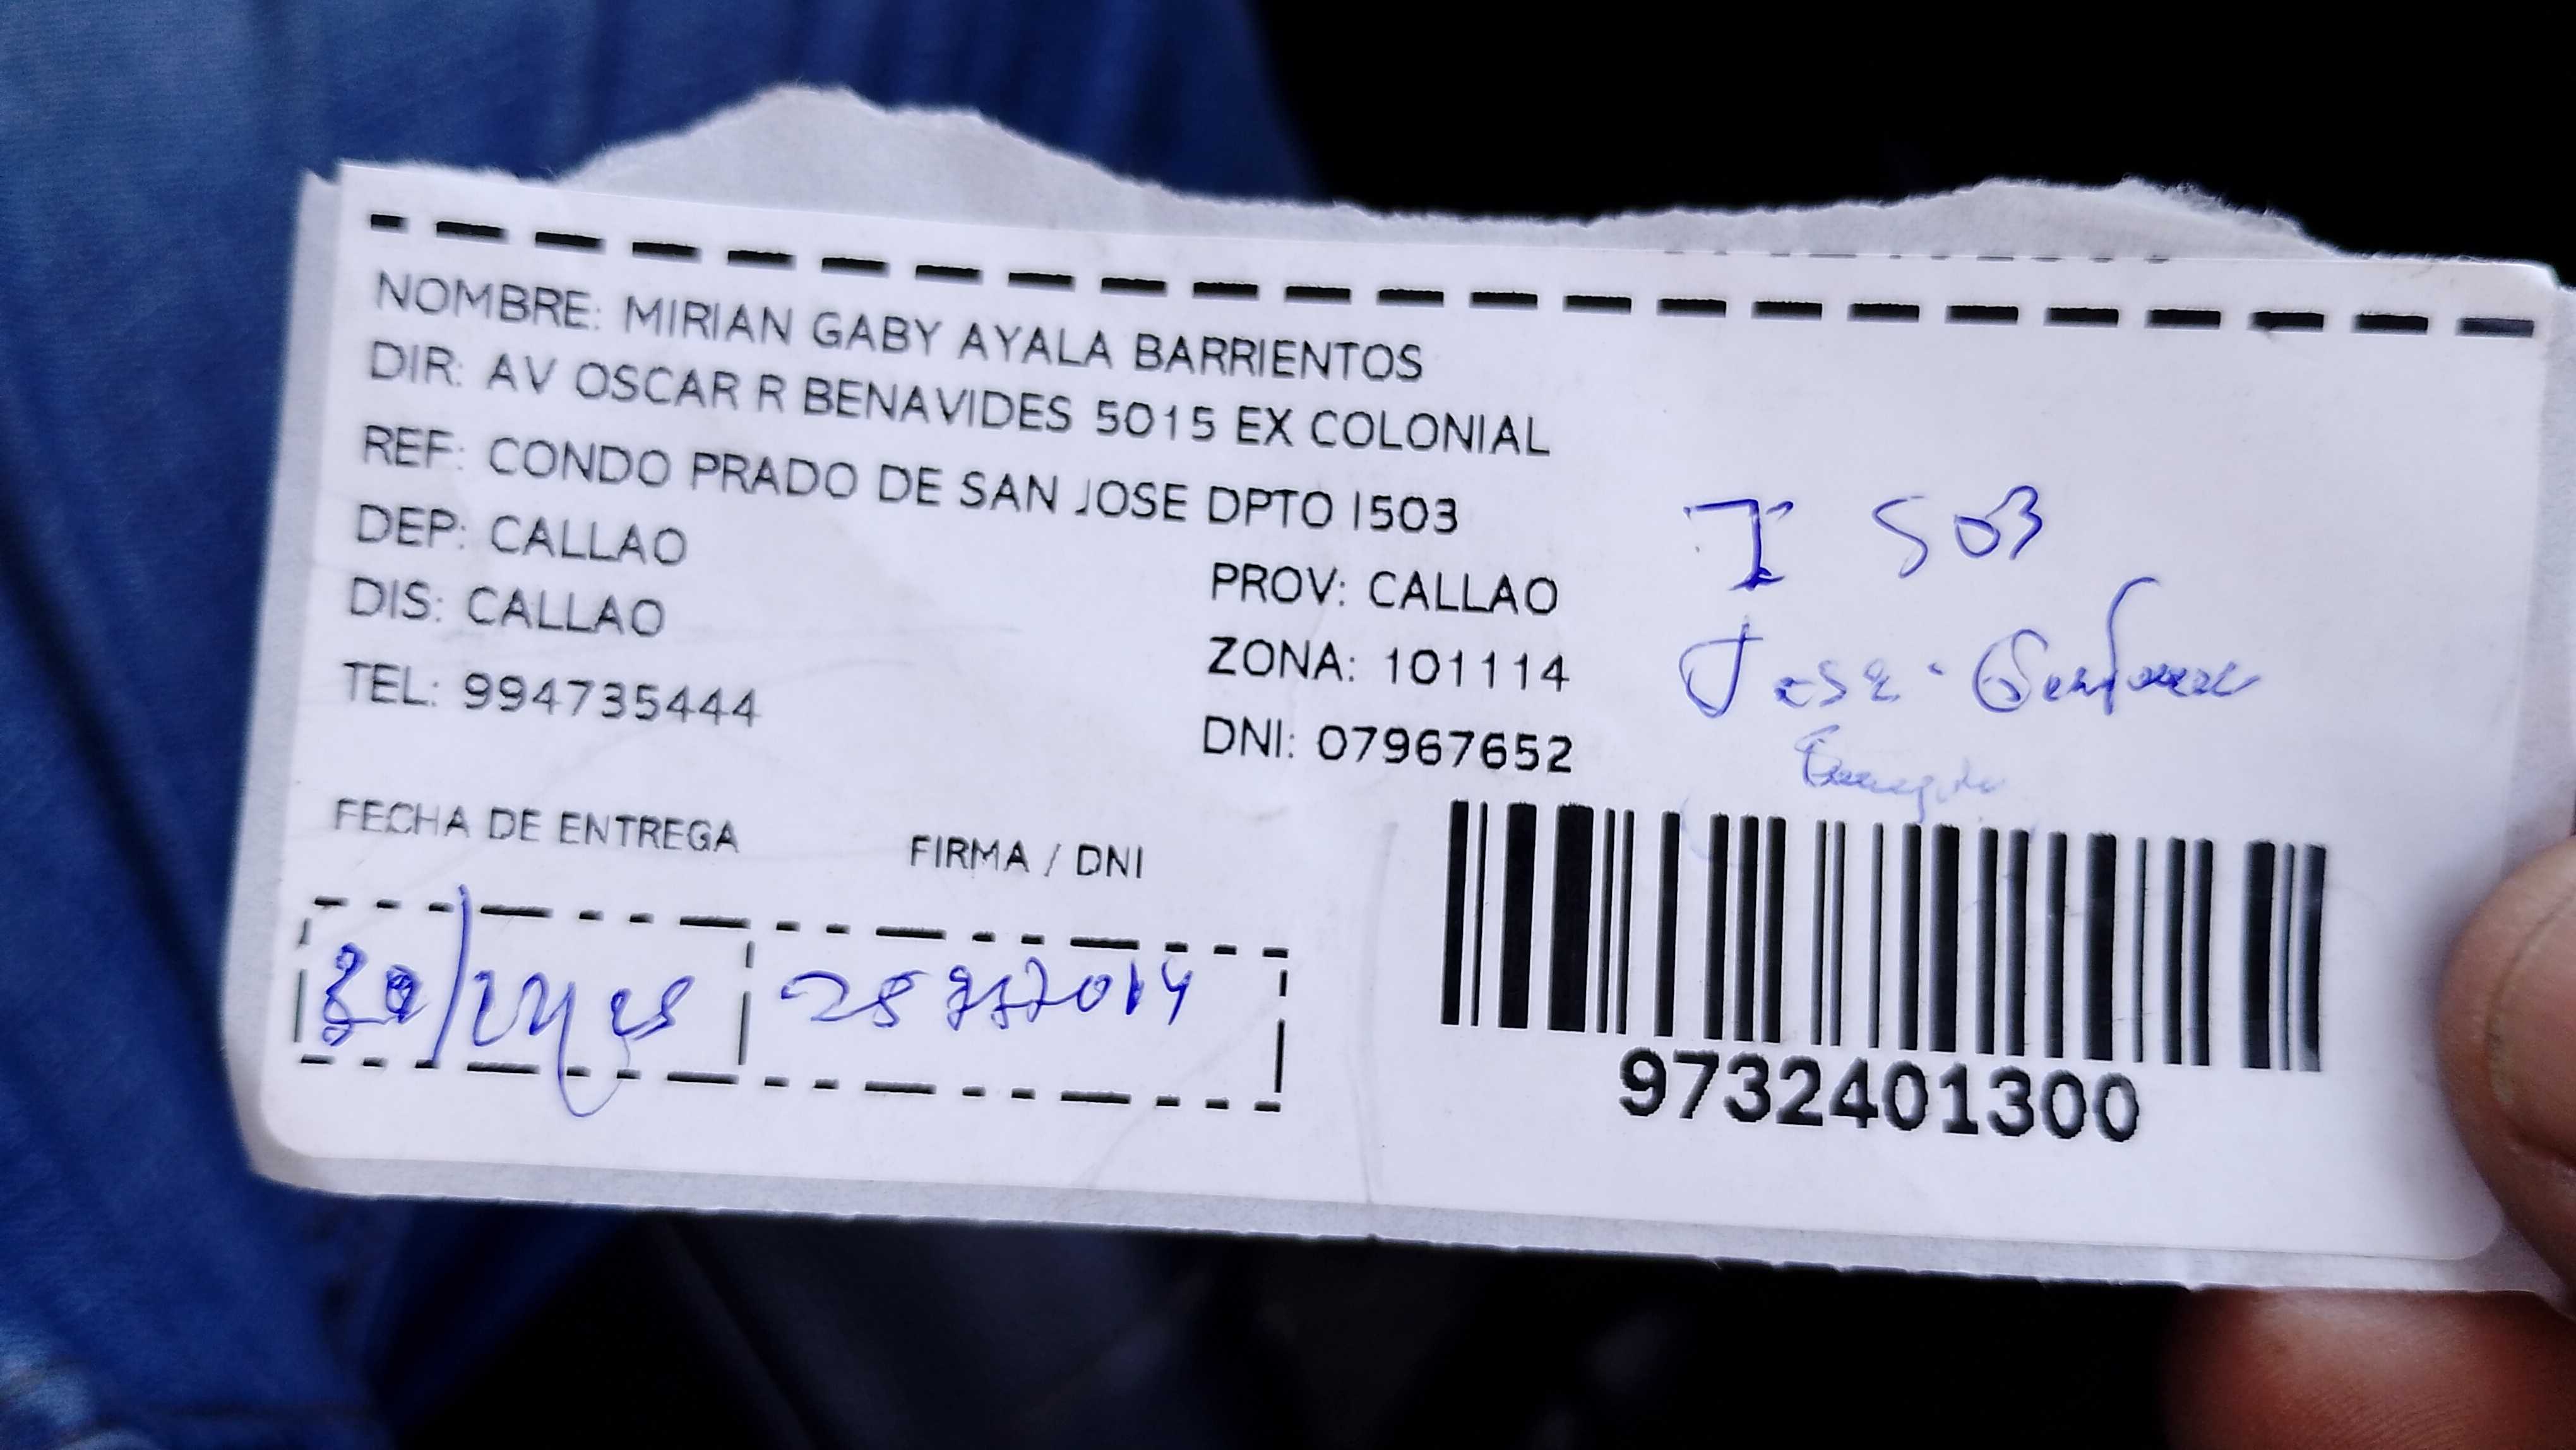 NOMBRE: MIRIAN GABY AYALA BARRIENTOS
DIR: AV OSCAR R BENAVIDES 5015 EX COLONIAL
REF: CONDO PRADO DE SAN JOSE DPTO I503
DEP: CALLAO
PROV: CALLAO
DIS: CALLAO
ZONA: 101114
TEL: 994735444
DNI: 07967652
I 503
Jose
FECHA DE ENTREGA
FIRMA / DNI
9732401300